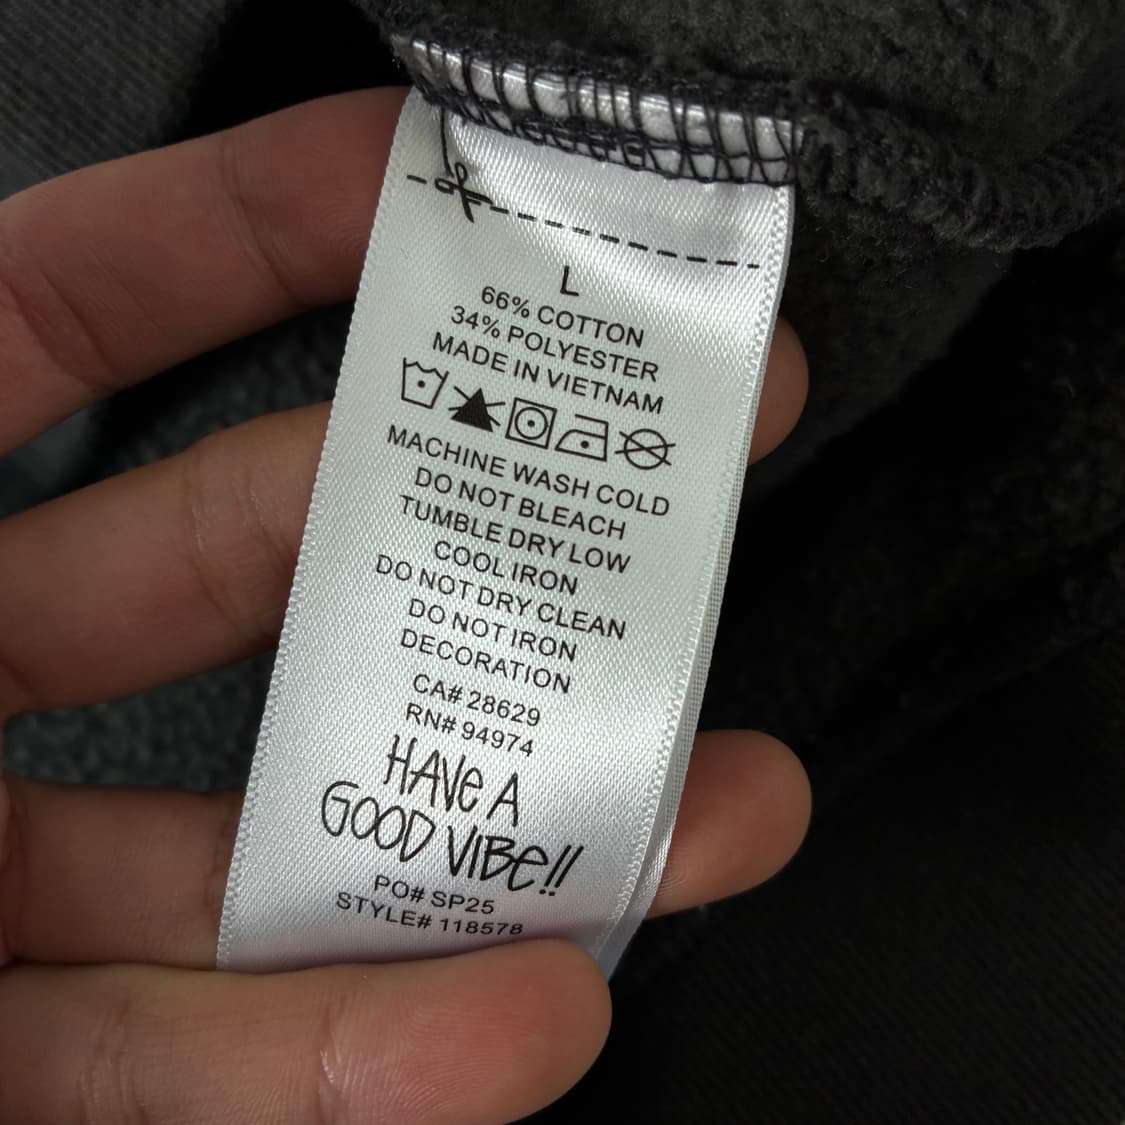 L
66% COTTON
34% POLYESTER
MADE IN VIETNAM
MACHINE WASH COLD
DO NOT BLEACH
TUMBLE DRY LOW
COOL IRON
DO NOT DRY CLEAN
DO NOT IRON
DECORATION
CA# 28629
RN# 94974
HAVe A
GOOD VIBe!!
PO# SP25
STYLE# 118578